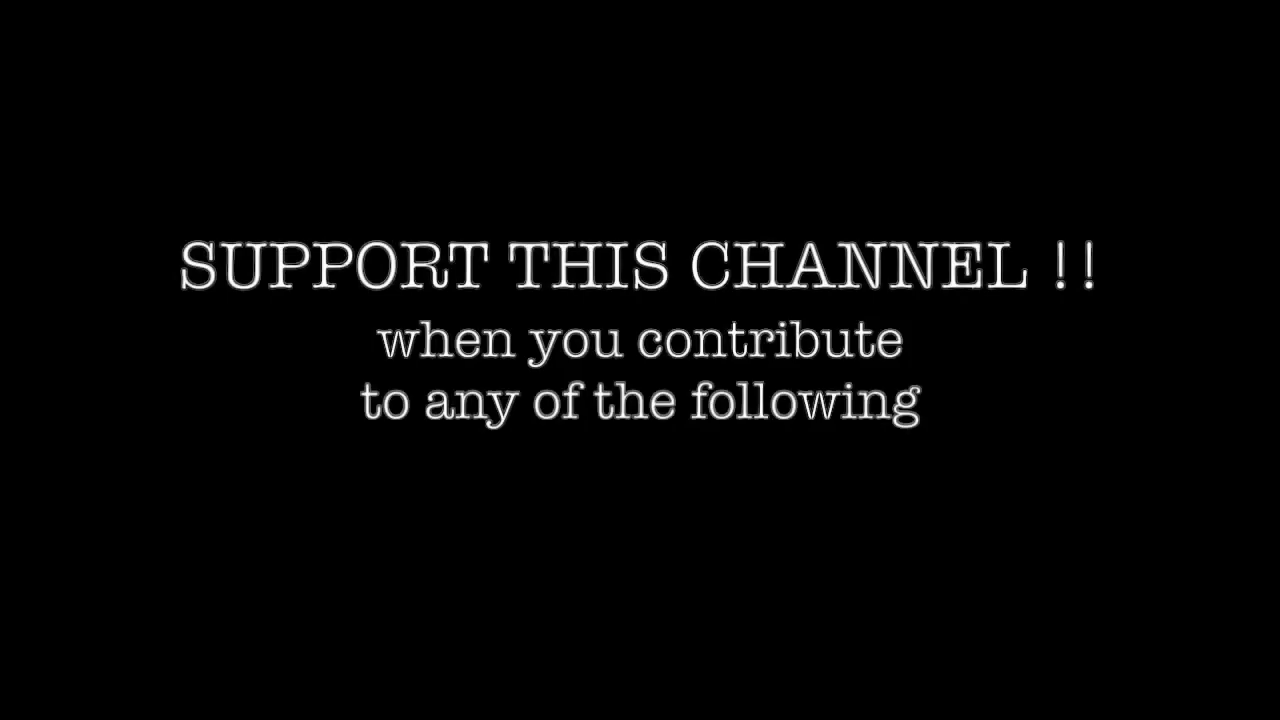 SUPPORT THIS CHANNEL !!
when you contribute
to any of the following